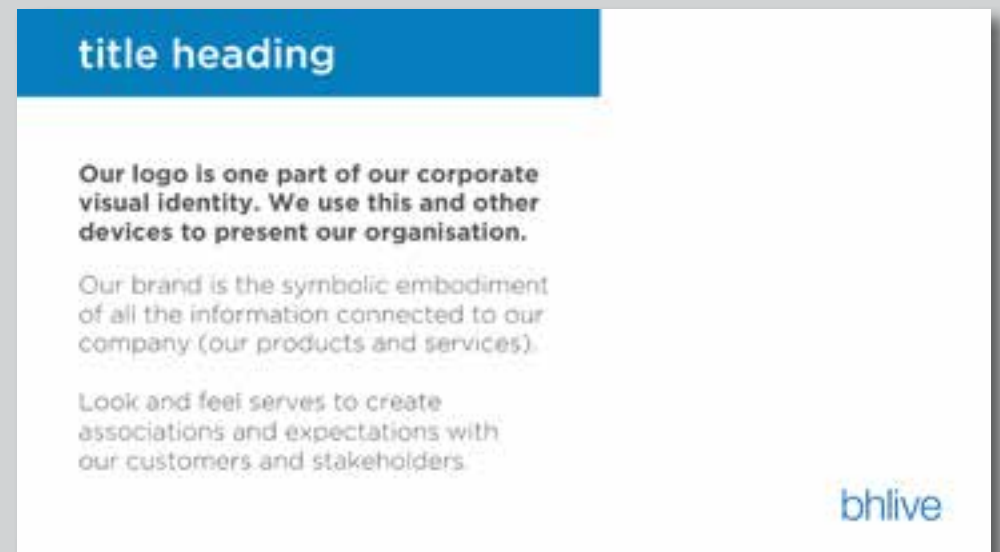 title heading
Our logo is one part of our corporate
visual identity. We use this and other
devices to present our organisation.
Our brand is the symbolic embodiment
of all the information connected to our
company (our products and services).
Look and feel serves to create
associations and expectations with
our customers and stakeholders.
bhlive